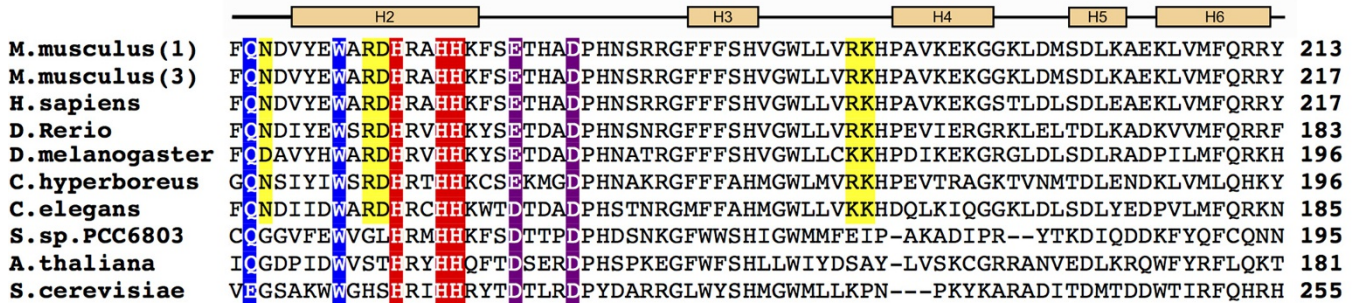 H2 H3 H4 H5 H6
M.musculus(1) FQNDVYEWARDHRAHHKFSETHADPHNSRRGFFFSHVGWLLVRKHPAVKEKGGKLDMSDLKAEKLVMFQRRY 213
M.musculus(3) FQNDVYEWARDHRAHHKFSETHADPHNSRRGFFFSHVGWLLVRKHPAVKEKGGKLDMSDLKAEKLVMFQRRY 217
H.sapiens FQNDVYEWARDHRAHHKFSETHADPHNSRRGFFFSHVGWLLVRKHPAVKEKGSTLDLSDLEAEKLVMFQRRY 217
D.Rerio FQNDIYEWSRDHRVHHKYSETDADPHNSNRGFFFSHVGWLLVRKHPEVIERGRKLELTDLKADKVVMFQRRF 183
D.melanogaster FQDAVYHWARDHRVHHKYSETDADPHNATRGFFFSHVGWLLCKKHPDIKEKGRGLDLSDLRADPILMFQRKH 196
C.hyperboreus GQNSIYIWSRDHRTHHKCSEKMGDPHNAKRGFFFAHMGWLMVRKHPEVTRAGKTVNMTDLENDKLVMLQHKY 196
C.elegans FQNDIIDWARDHRCHHKWTDTDADPHSTNRGMFFAHMGWLLVKKHDQLKIQGGKLDLSDLYEDPVLMFQRKN 185
S.sp.PCC6803 CQGGVFEWVGLHRMHHKFSDTTPDPHDSNKGFWWSHIGWMMFEIP-AKADIPR--YTKDIQDDKFYQFCQNN 195
A.thaliana IQGDPIDWVSTHRYHHQFTDSERDPHSPKEGFWFSHLLWIYDSAY-LVSKCGRRANVEDLKRQWFYRFLQKT 181
S.cerevisiae VEGSAKWWGHSHRIHHRYTDTLRDPYDARRGLWYSHMGWMLLKPN---PKYKARADITDMTDDWTIRFQHRH 255